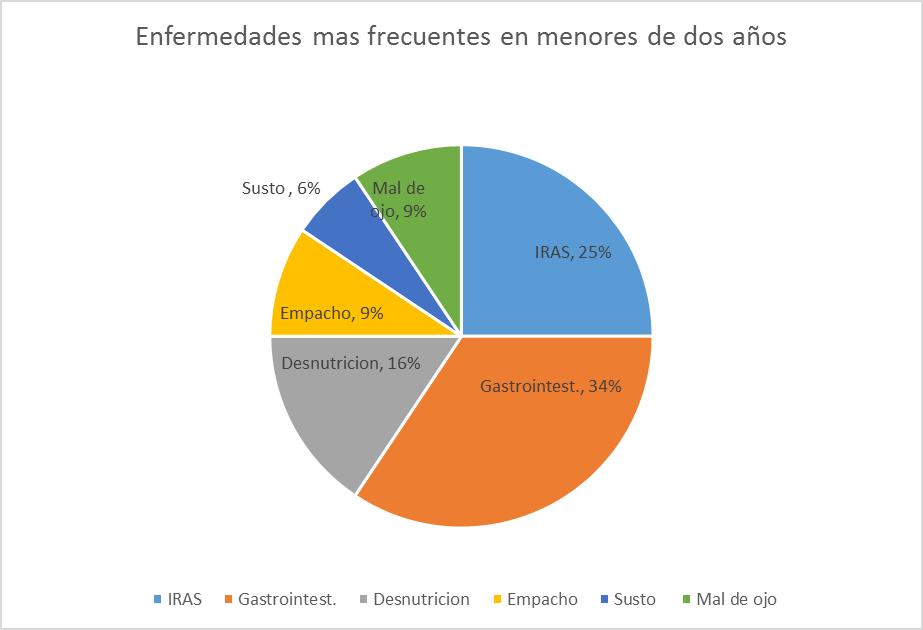 Enfermedades mas frecuentes en menores de dos años
Susto , 6%
Mal de
ojo, 9%
IRAS, 25%
Empacho, 9%
Desnutricion, 16%
Gastrointest., 34%
IRAS Gastrointest. Desnutricion Empacho Susto Mal de ojo